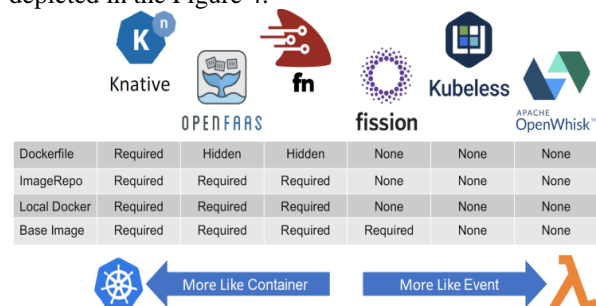 depicted in the Figure 4.
K n
Knative
OPENFAAS
fn
fission
Kubeless
APACHE
OpenWhisk™
Dockerfile Required Hidden Hidden None None None
ImageRepo Required Required Required None None None
Local Docker Required Required Required None None None
Base Image Required Required Required Required None None
More Like Container More Like Event
λ